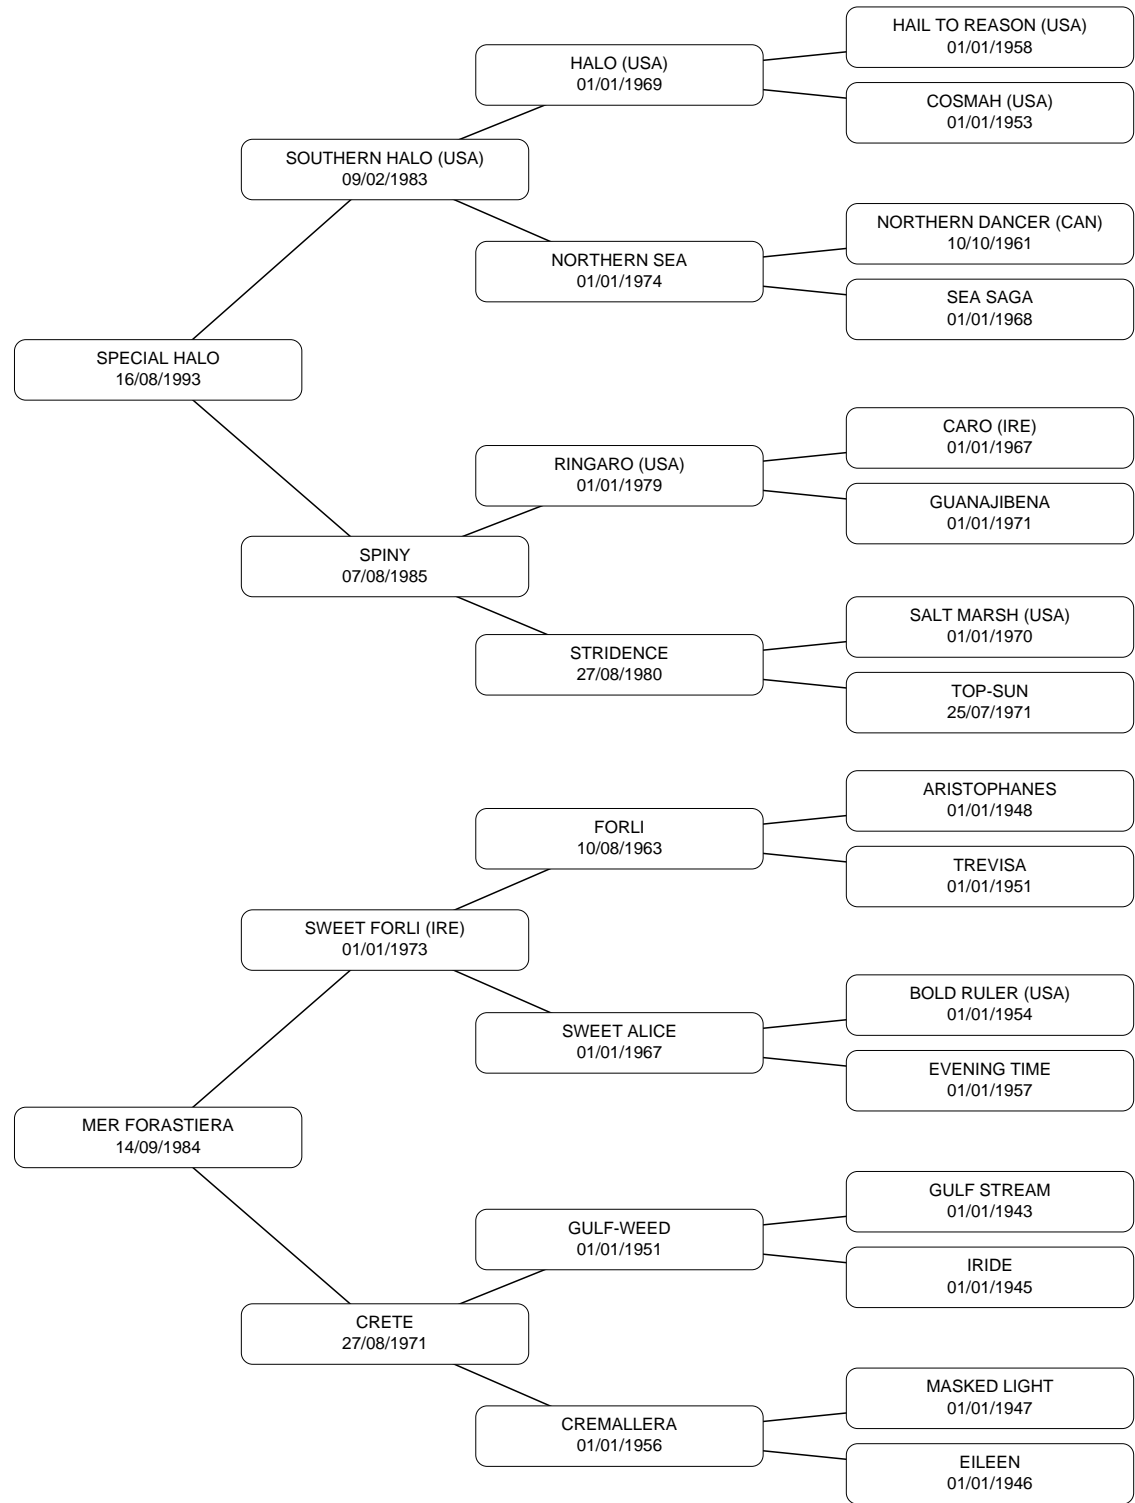 HAIL TO REASON (USA)
01/01/1958
HALO (USA)
01/01/1969
COSMAH (USA)
01/01/1953
SOUTHERN HALO (USA)
09/02/1983
NORTHERN DANCER (CAN)
10/10/1961
NORTHERN SEA
01/01/1974
SEA SAGA
01/01/1968
SPECIAL HALO
16/08/1993
CARO (IRE)
01/01/1967
RINGARO (USA)
01/01/1979
GUANAJIBENA
01/01/1971
SPINY
07/08/1985
SALT MARSH (USA)
01/01/1970
STRIDENCE
27/08/1980
TOP-SUN
25/07/1971
ARISTOPHANES
01/01/1948
FORLI
10/08/1963
TREVISA
01/01/1951
SWEET FORLI (IRE)
01/01/1973
BOLD RULER (USA)
01/01/1954
SWEET ALICE
01/01/1967
EVENING TIME
01/01/1957
MER FORASTIERA
14/09/1984
GULF STREAM
01/01/1943
GULF-WEED
01/01/1951
IRIDE
01/01/1945
CRETE
27/08/1971
MASKED LIGHT
01/01/1947
CREMALLERA
01/01/1956
EILEEN
01/01/1946